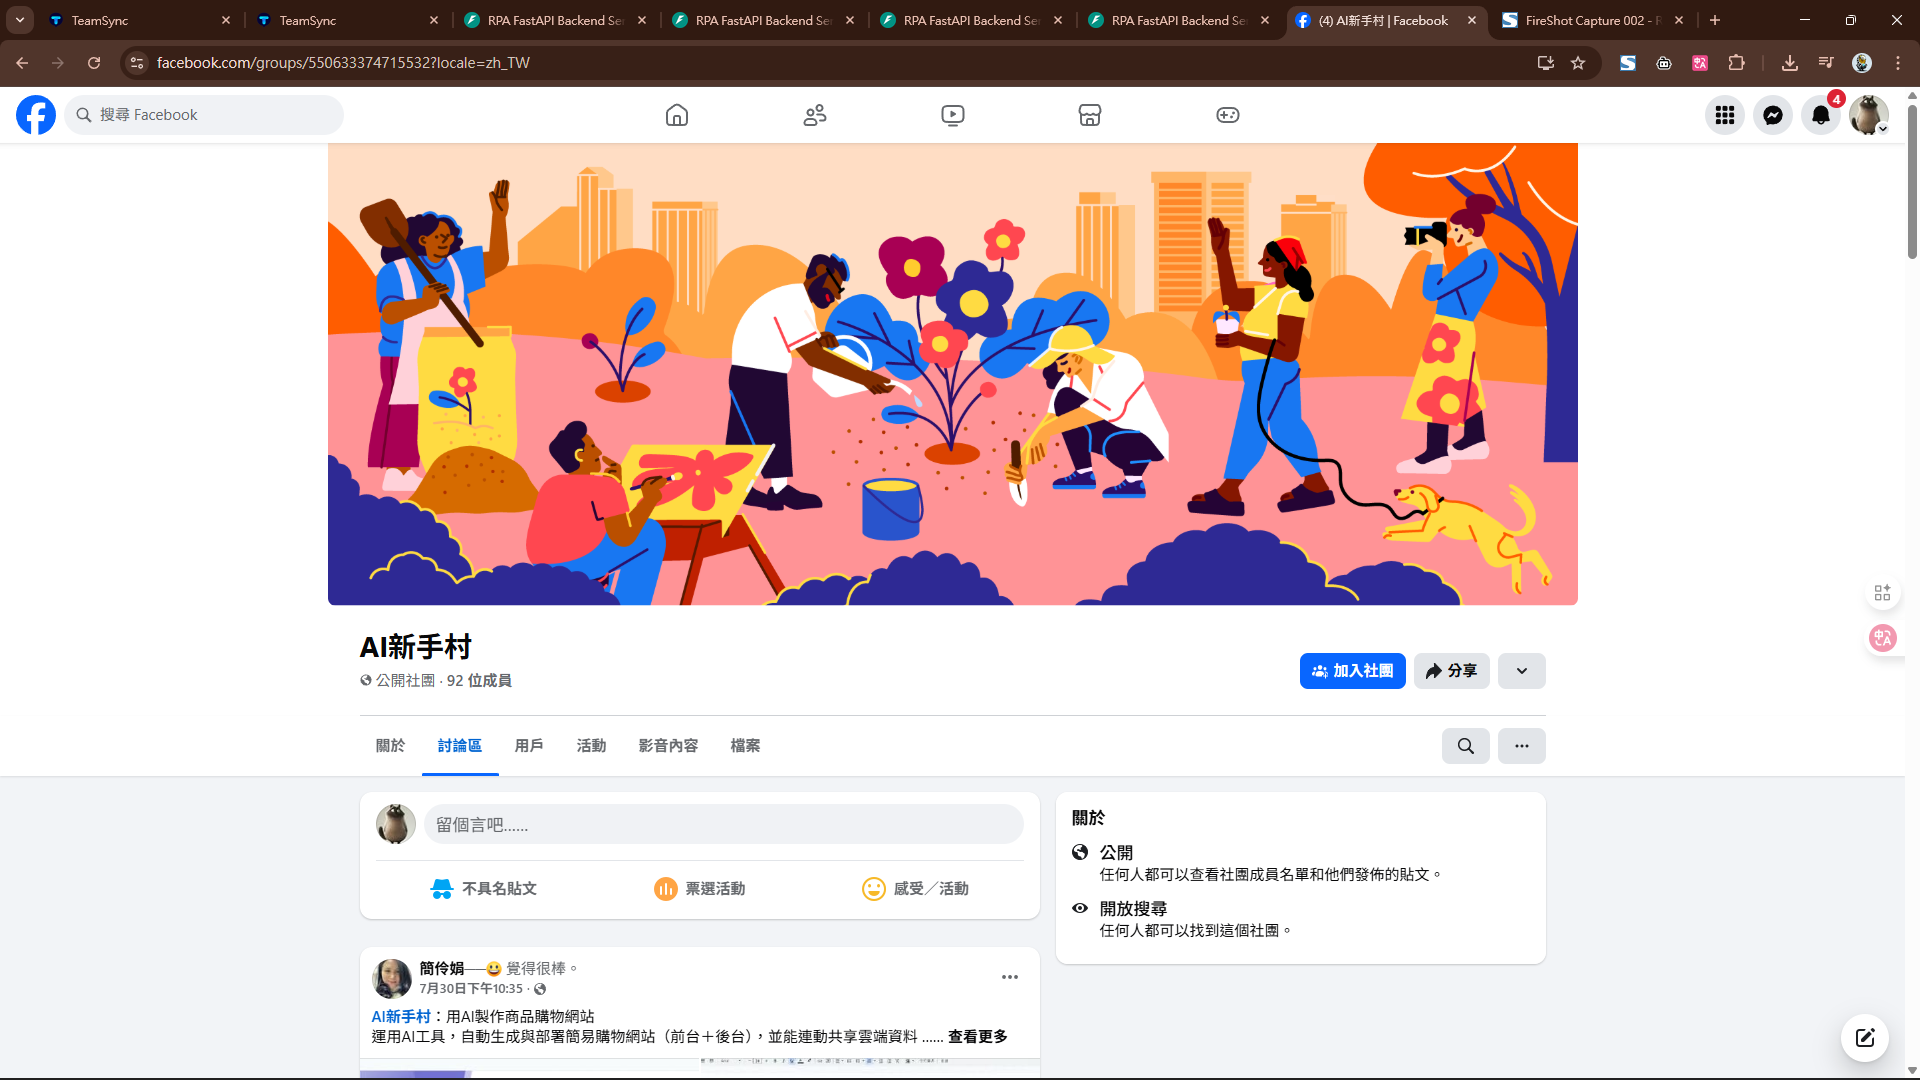 TeamSync
TeamSync
RPA FastAPI Backend Ser
RPA FastAPI Backend Ser
RPA FastAPI Backend Ser
RPA FastAPI Backend Ser
(4) AI新手村 | Facebook
FireShot Capture 002 - R
facebook.com/groups/550633374715532?locale=zh_TW
搜尋 Facebook
4
AI新手村
公開社團 · 92 位成員
加入社團
分享
關於
討論區
用戶
活動
影音內容
檔案
留個言吧......
不具名貼文
票選活動
感受/活動
關於
公開
任何人都可以查看社團成員名單和他們發佈的貼文。
開放搜尋
任何人都可以找到這個社團。
簡伶娟——😀 覺得很棒。
7月30日下午10:35 ·
AI新手村：用AI製作商品購物網站
運用AI工具，自動生成與部署簡易購物網站（前台＋後台），並能連動共享雲端資料 ...... 查看更多